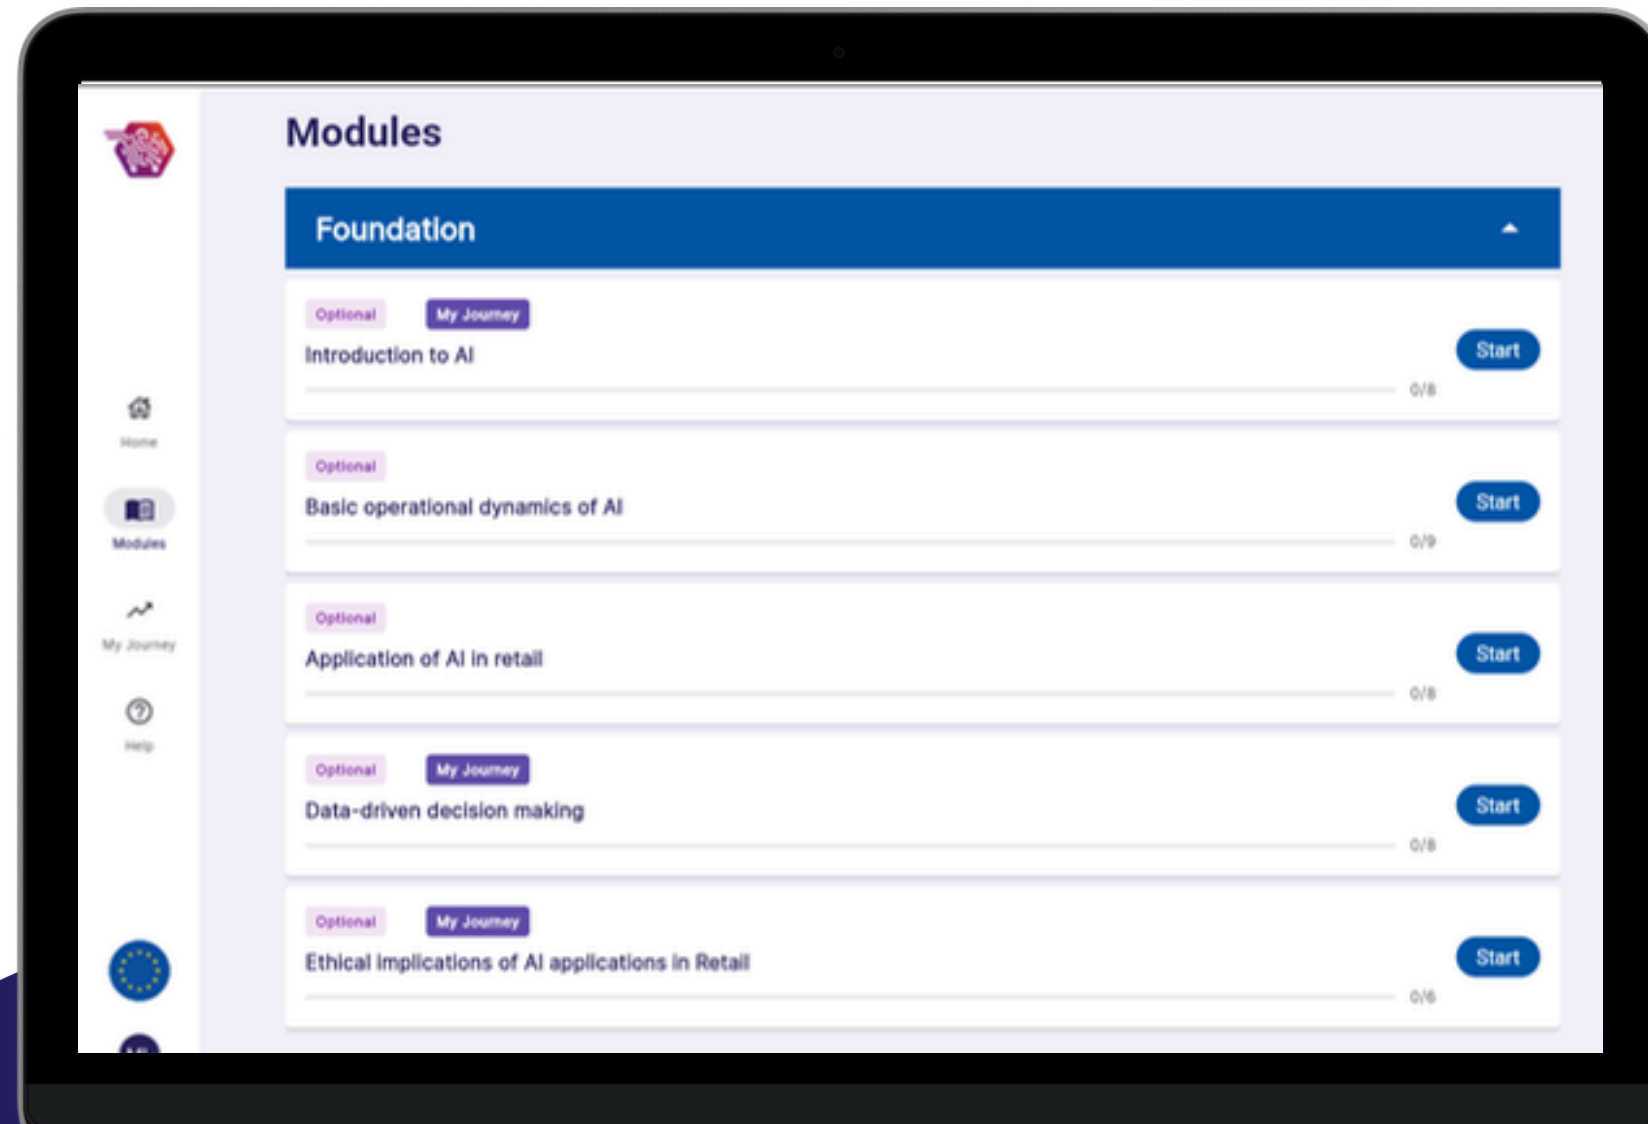 Modules
Foundation
Optional My Journey
Introduction to AI
Start
0/8
Optional
Basic operational dynamics of AI
Start
0/9
Optional
Application of AI in retail
Start
0/8
Optional My Journey
Data-driven decision making
Start
0/8
Optional My Journey
Ethical implications of AI applications in Retail
Start
0/6
Home
Modules
My Journey
Help